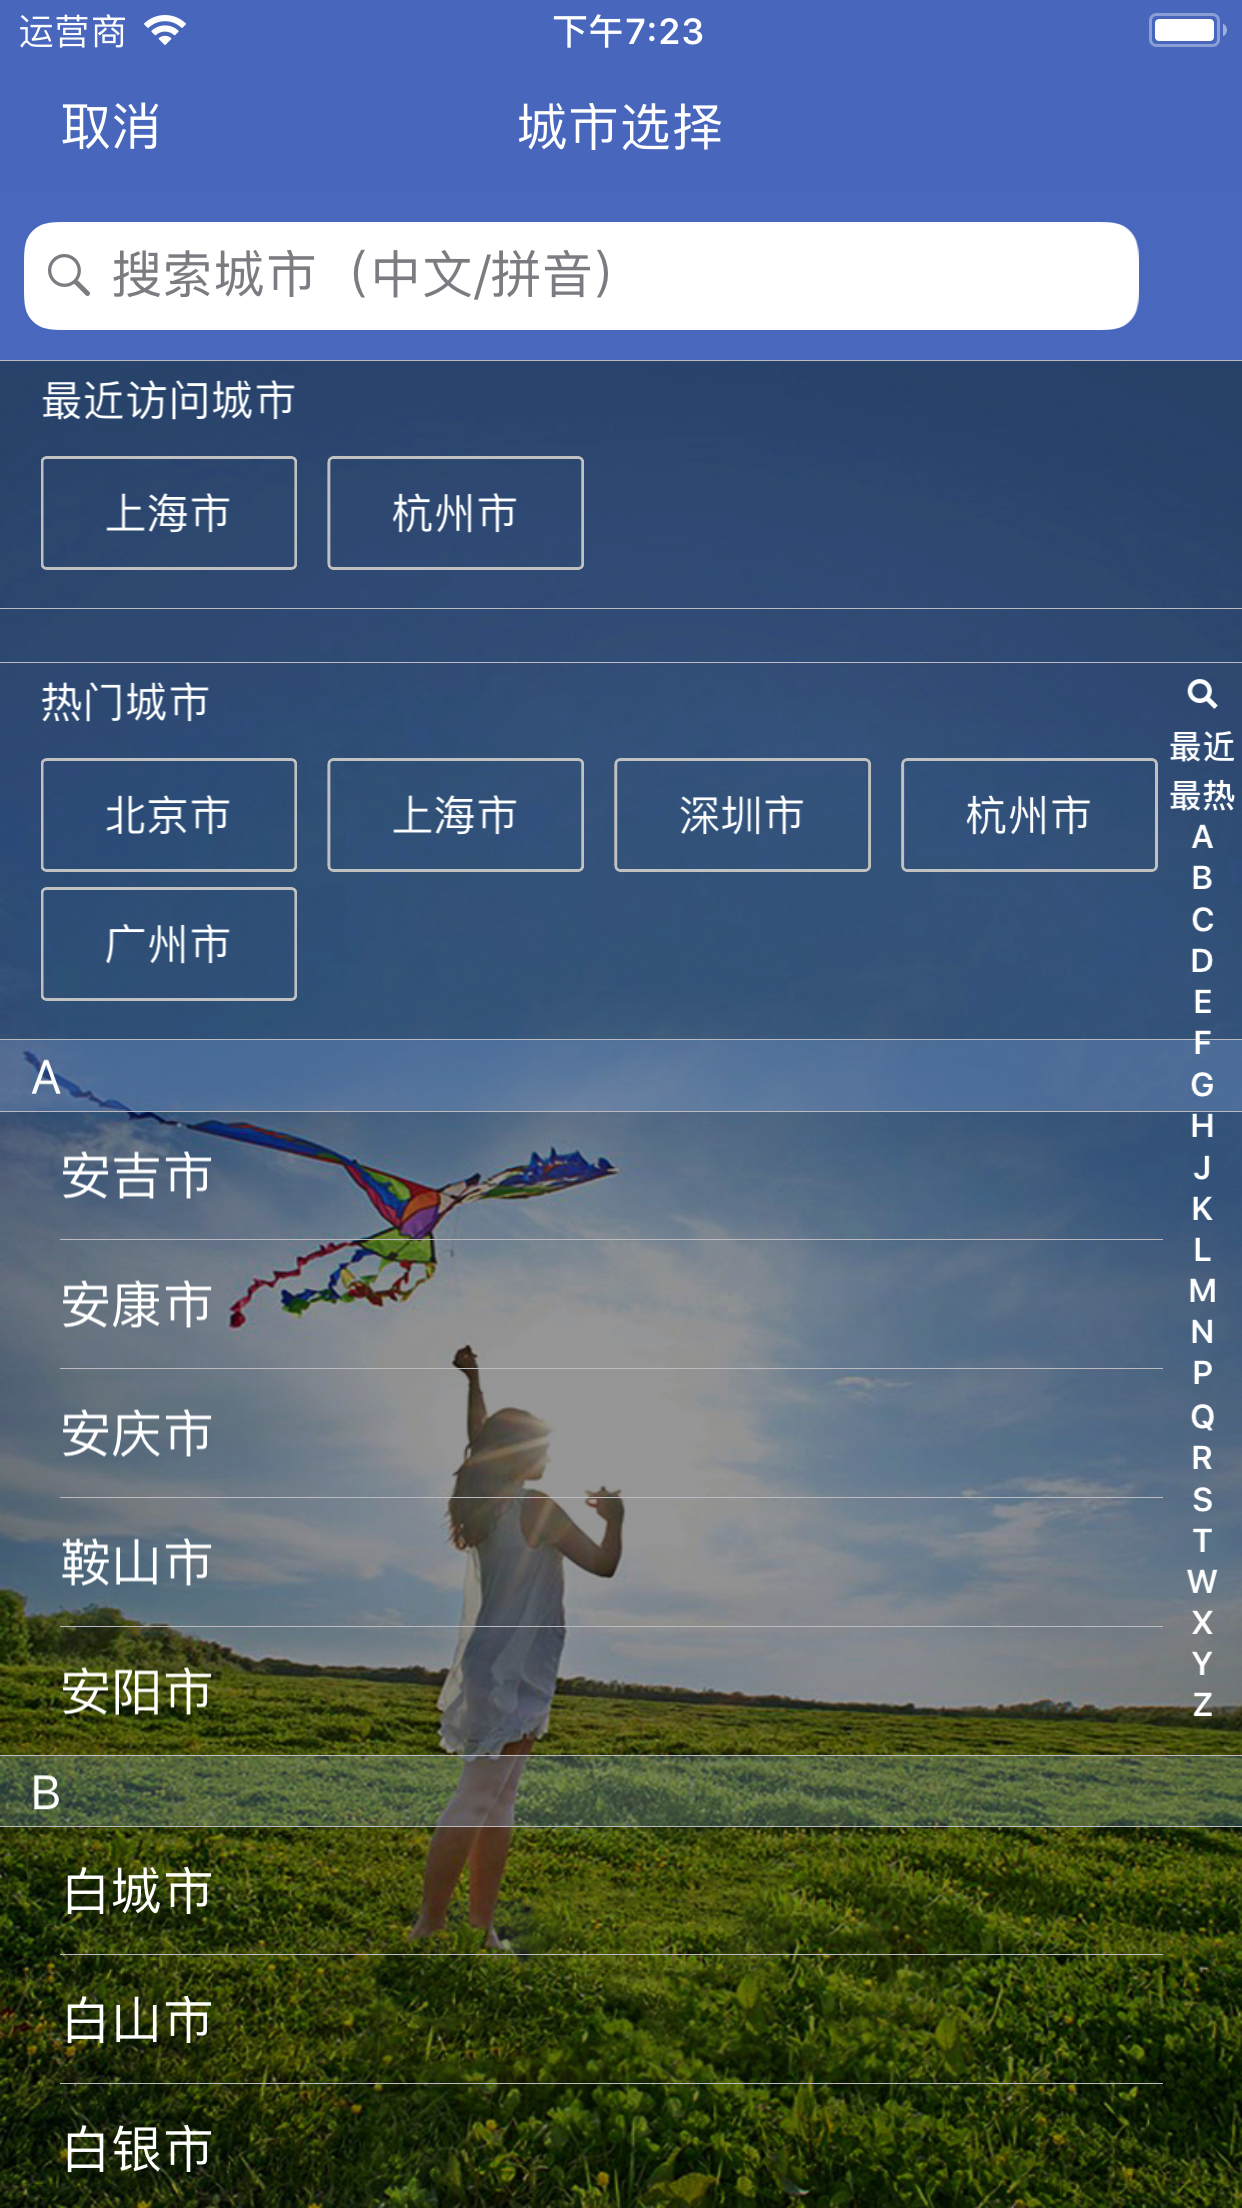 运营商 下午7:23
取消 城市选择
搜索城市（中文/拼音）
最近访问城市
上海市 杭州市
热门城市
北京市 上海市 深圳市 杭州市
广州市
A
安吉市
安康市
安庆市
鞍山市
安阳市
B
白城市
白山市
白银市
最近
最热
A
B
C
D
E
F
G
H
J
K
L
M
N
P
Q
R
S
T
W
X
Y
Z